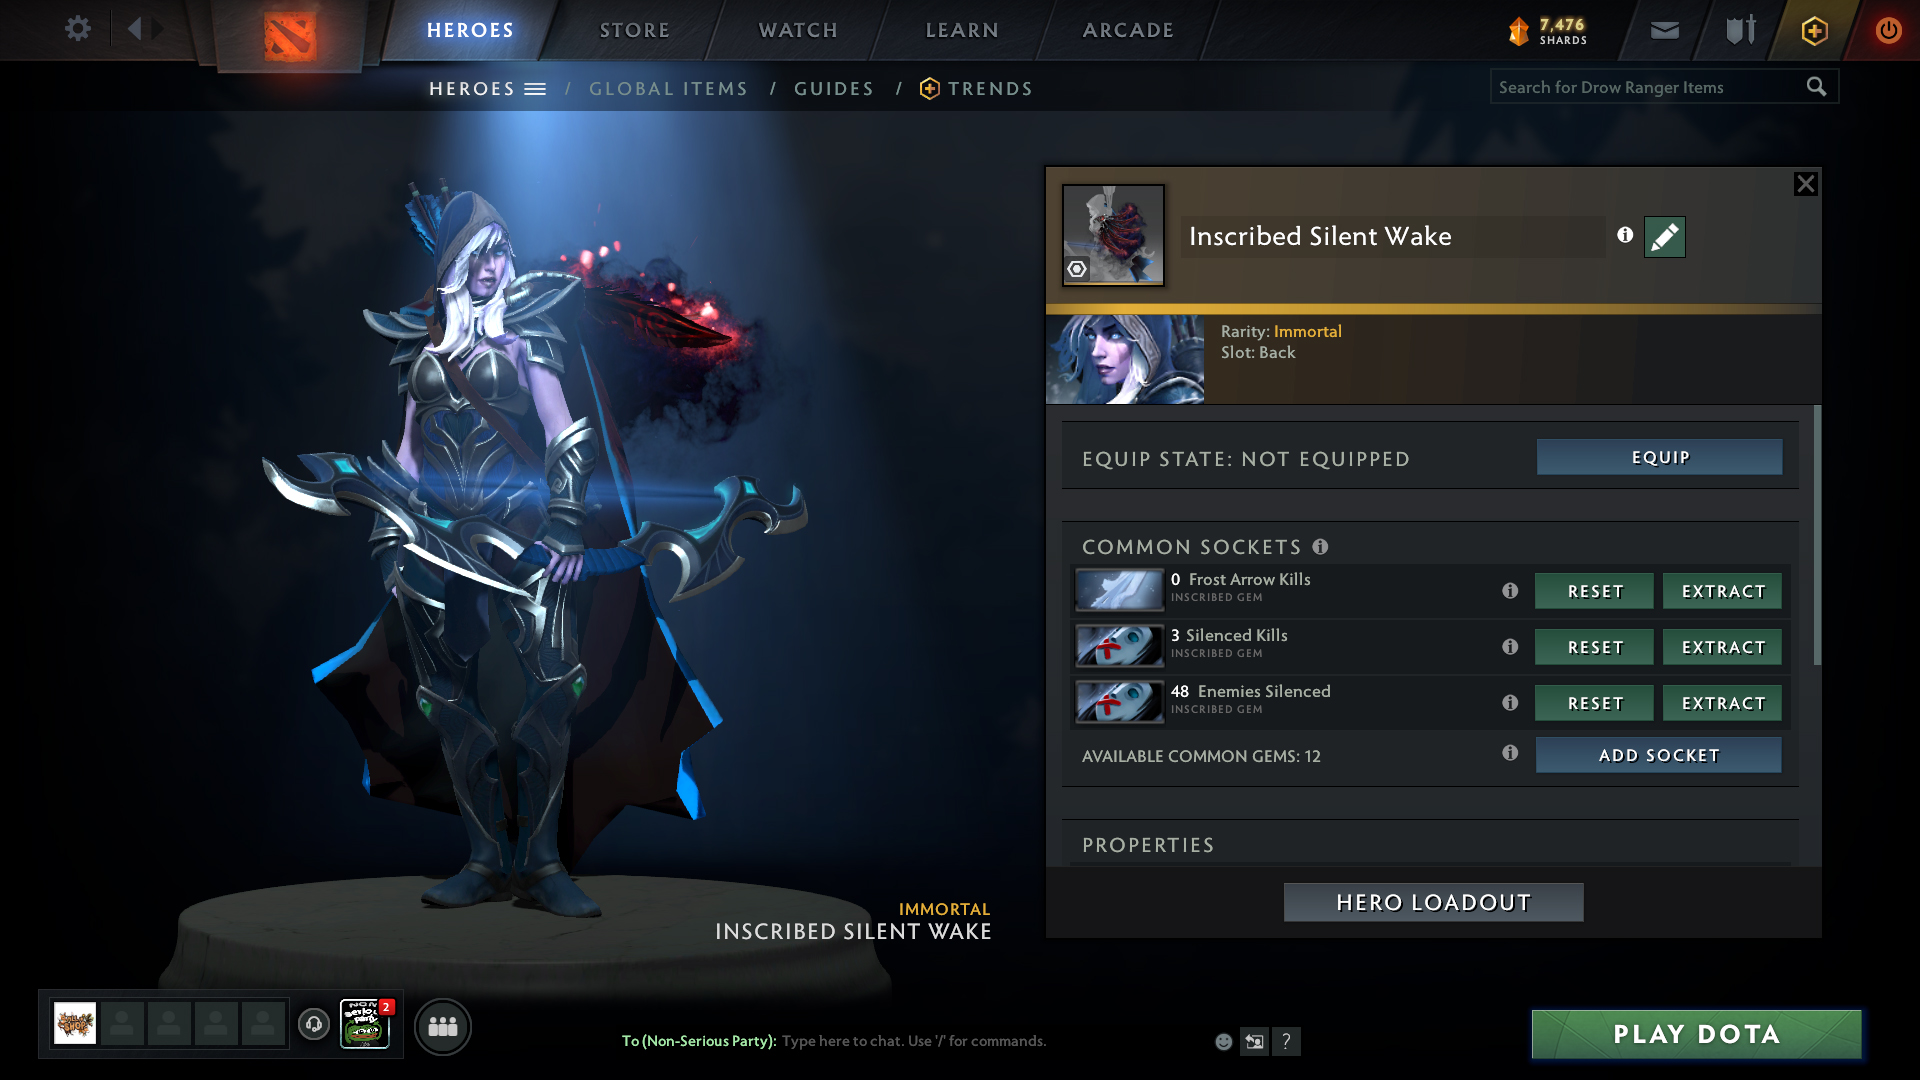 HEROES
STORE
WATCH
LEARN
ARCADE
7,476
SHARDS
HEROES / GLOBAL ITEMS / GUIDES / TRENDS
Search for Drow Ranger Items
Inscribed Silent Wake
Rarity: Immortal
Slot: Back
EQUIP STATE: NOT EQUIPPED
EQUIP
COMMON SOCKETS
0 Frost Arrow Kills
INSCRIBED GEM
RESET
EXTRACT
3 Silenced Kills
INSCRIBED GEM
RESET
EXTRACT
48 Enemies Silenced
INSCRIBED GEM
RESET
EXTRACT
AVAILABLE COMMON GEMS: 12
ADD SOCKET
PROPERTIES
HERO LOADOUT
IMMORTAL
INSCRIBED SILENT WAKE
NON
SERIOUS
PARTY
2
To (Non-Serious Party): Type here to chat. Use '/' for commands.
?
PLAY DOTA